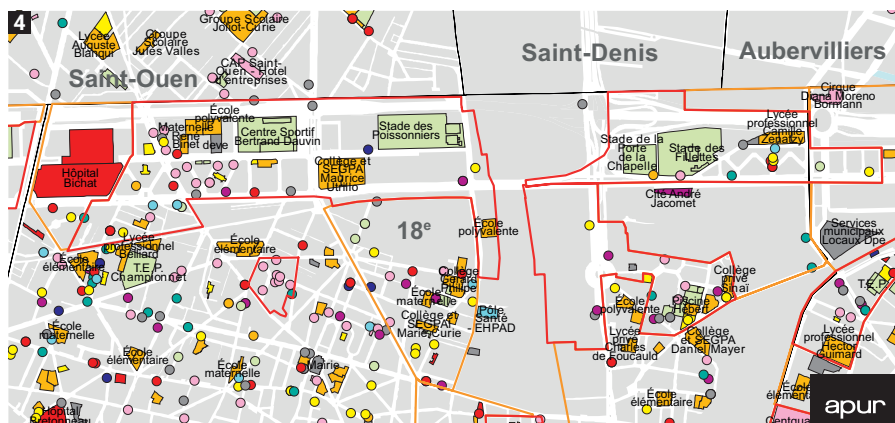 4
Groupe Scolaire
Joliot-Curie
Lycée
Auguste
Blanqui
Groupe
Scolaire
Jules Valles
Saint-Denis
Aubervilliers
Saint-Ouen
CAP Saint-
Ouen - Hôtel
d'entreprises
Cirque
Diana Moreno
Bormann
École
polyvalente
Maternelle
René
Binet
Centre Sportif
Bertrand Dauvin
Stade des
Poissonniers
Lycée
professionnel
Camille
Stade de la
Porte
de la
Chapelle
Stade des
Fillettes
Hôpital
Bichat
Collège et
SEGPA
Maurice
Utrillo
Cité André
Jacomet
18e
École
polyvalente
Services
municipaux
Locaux Dpe
Lycée
professionnel
Belliard
École
élémentaire
École
élémentaire
T.E.P.
Championnet
Collège
Gérard
Philipe
Collège
privé
Sinaï
T.E.P.
École
maternelle
Pôle
Santé
- EHPAD
École
polyvalente
Piscine
Hébert
Collège et
SEGPA
Marie Curie
École
maternelle
Lycée
privé
Charles
de Foucauld
Collège
et SEGPA
Daniel Mayer
Lycée
professionnel
Hector
Guimard
École
élémentaire
École
maternelle
Mairie
École
élémentaire
Hôpital
Bretonneau
Centquatre
apur